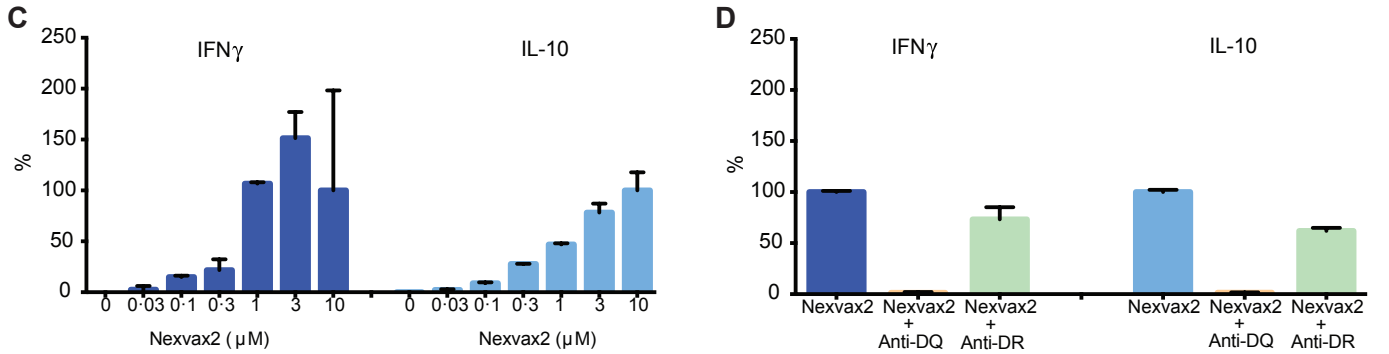 C
IFNγ
IL-10
250
200
150
100
50
0
%
0 0·03 0·1 0·3 1 3 10
0 0·03 0·1 0·3 1 3 10
Nexvax2 ( µM)
Nexvax2 (µM)
D
IFNγ
IL-10
250
200
150
100
50
0
%
Nexvax2
Nexvax2
+
Anti-DQ
Nexvax2
+
Anti-DR
Nexvax2
Nexvax2
+
Anti-DQ
Nexvax2
+
Anti-DR